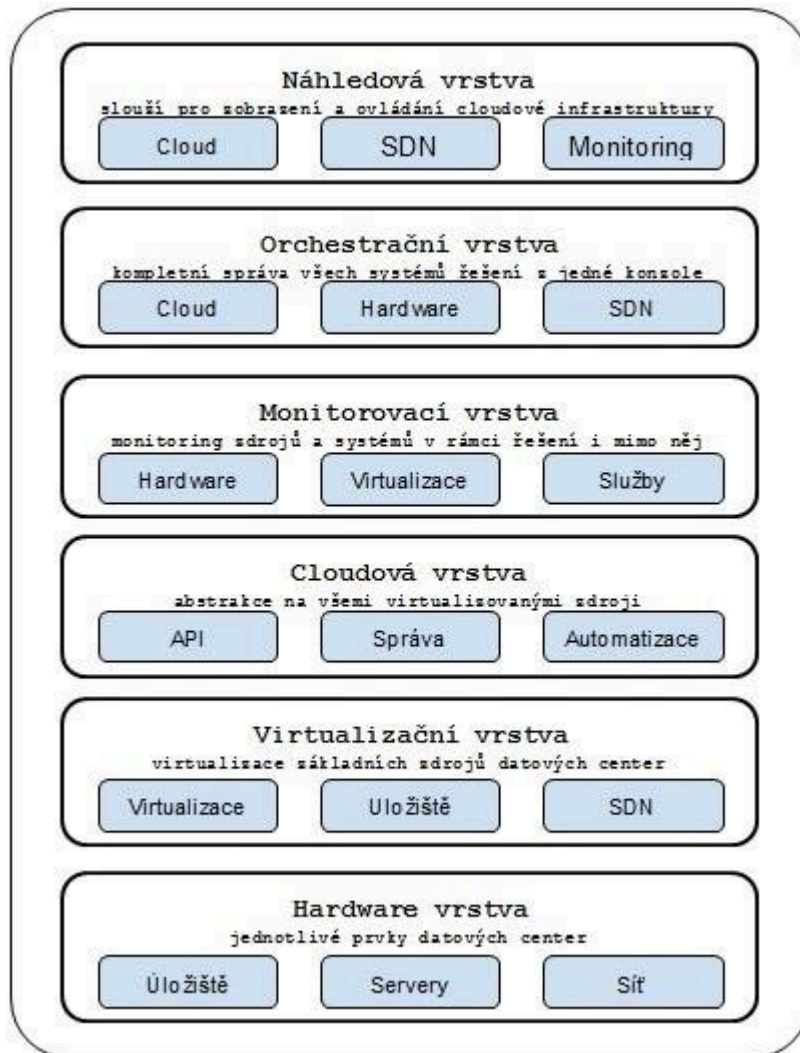 Náhledová vrstva
slouší pro zobrazení a ovládání cloudové infrastruktury
Cloud SDN Monitoring
Orchestrační vrstva
kompletní správa všech systémů řešení z jedné konzole
Cloud Hardware SDN
Monitorovací vrstva
monitoring zdrojů a systémů v rámci řešení i mimo něj
Hardware Virtualizace Služby
Cloudová vrstva
abstrakce na všemi virtualizovanými zdroji
API Správa Automatizace
Virtualizační vrstva
virtualizace základních zdrojů datových center
Virtualizace Uložiště SDN
Hardware vrstva
jednotlivé prvky datových center
Úložiště Servery Síť